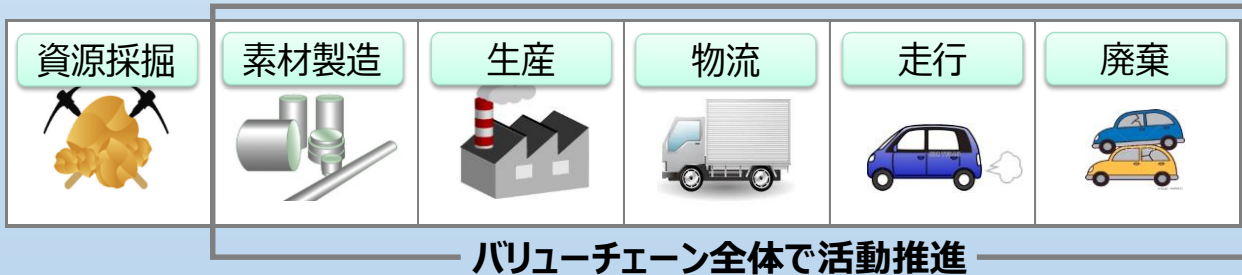 資源採掘
素材製造
生産
物流
走行
廃棄
バリューチェーン全体で活動推進